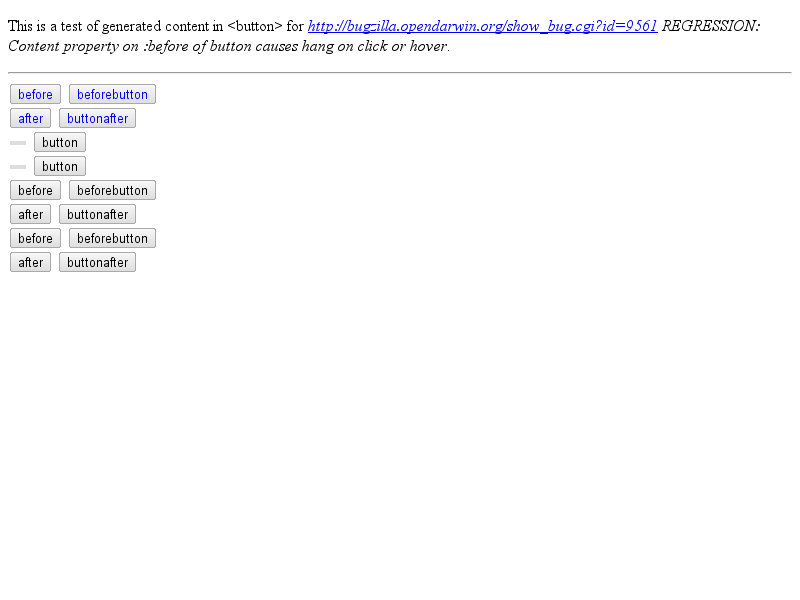 This is a test of generated content in <button> for http://bugzilla.opendarwin.org/show_bug.cgi?id=9561 REGRESSION:
Content property on :before of button causes hang on click or hover.
before beforebutton
after buttonafter
button
button
before beforebutton
after buttonafter
before beforebutton
after buttonafter